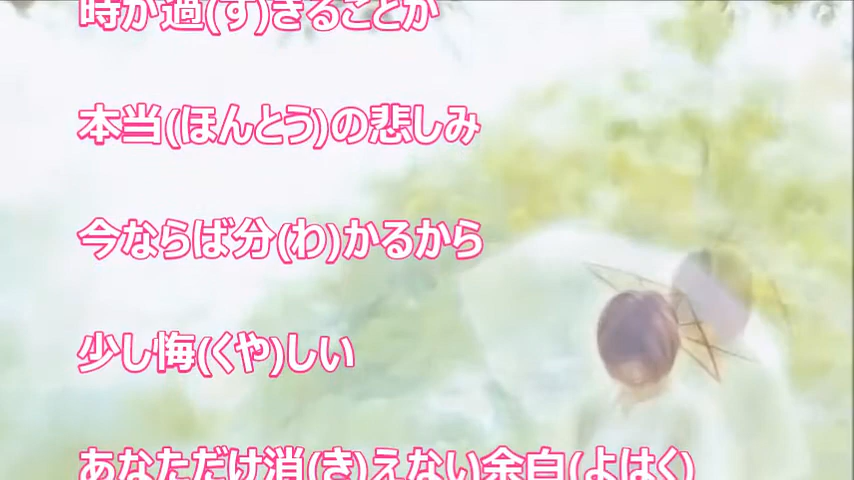 時が過(す)ぎることが
本当(ほんとう)の悲しみ
今ならば分(わ)かるから
少し悔(くや)しい
あなただけ消(き)えない余白(よはく)